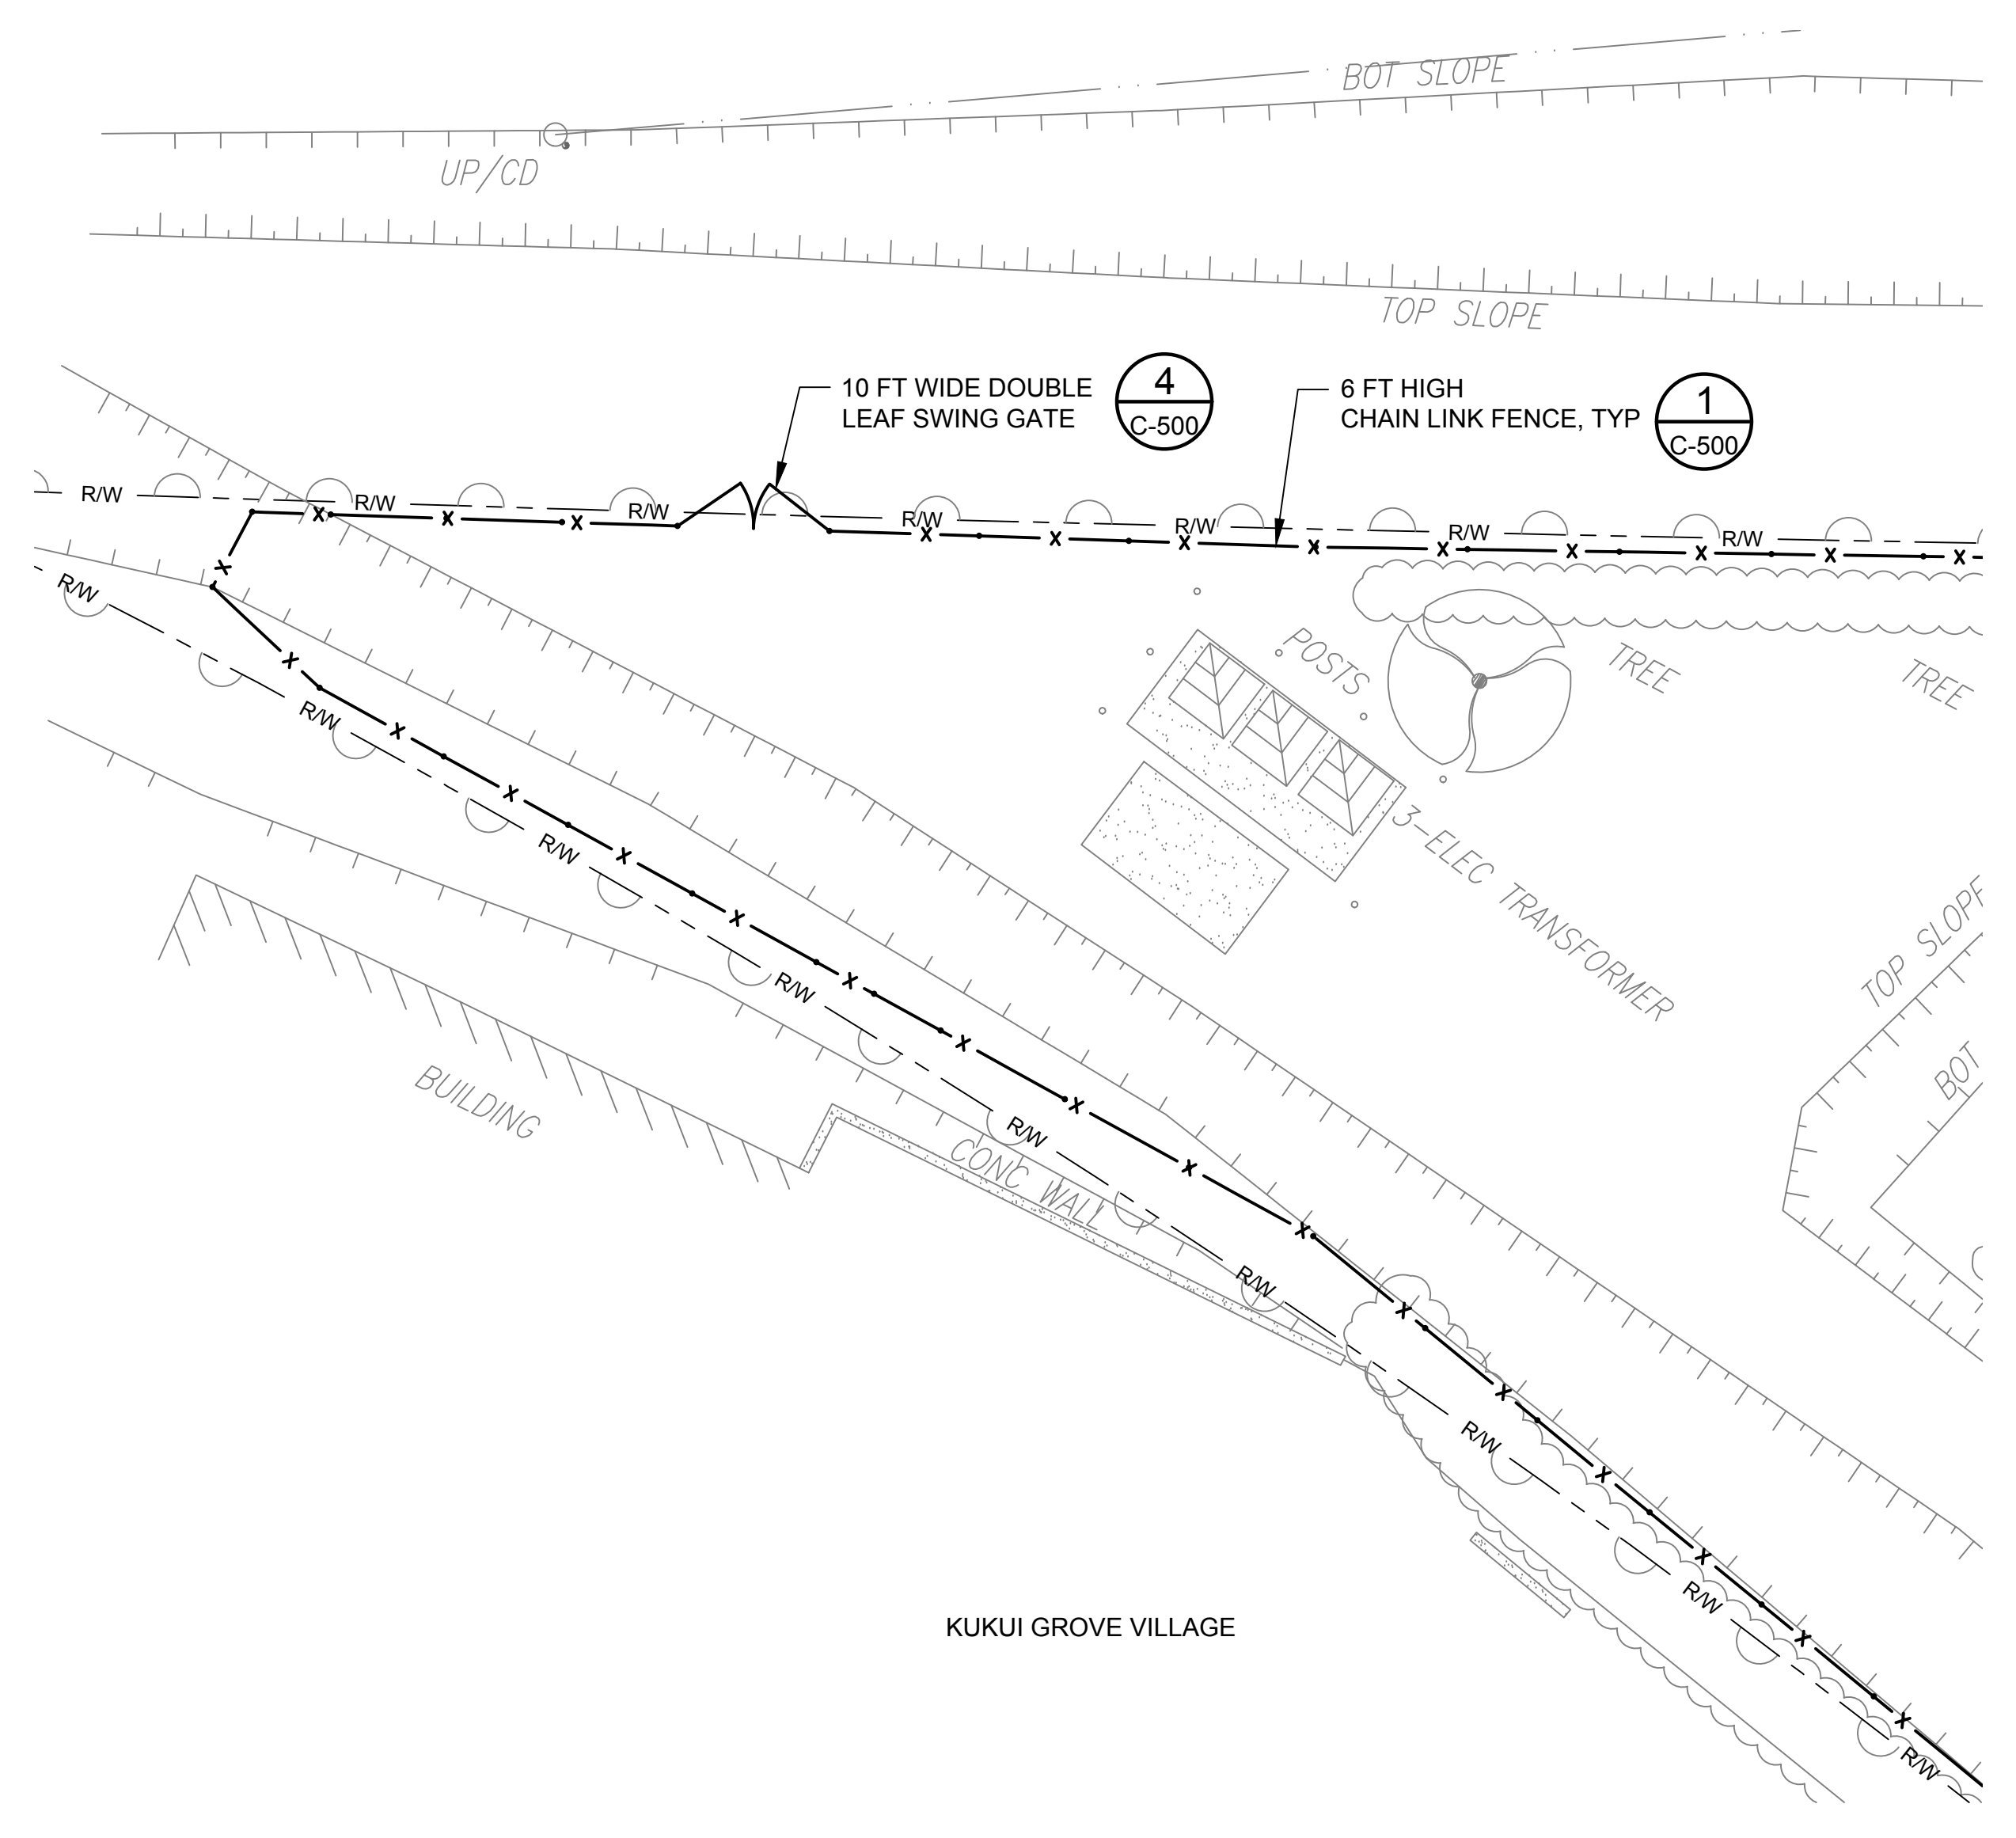 BOT SLOPE
UP/CD
TOP SLOPE
10 FT WIDE DOUBLE
LEAF SWING GATE
4
C-500
6 FT HIGH
CHAIN LINK FENCE, TYP
1
C-500
R/W
R/W
R/W
R/W
R/W
R/W
R/W
R/W
POSTS
TREE
TREE
R/W
3-ELEC TRANSFORMER
R/W
TOP SLOPE
R/W
BOT
BUILDING
CONC WALL
R/W
R/W
R/W
R/W
R/W
KUKUI GROVE VILLAGE